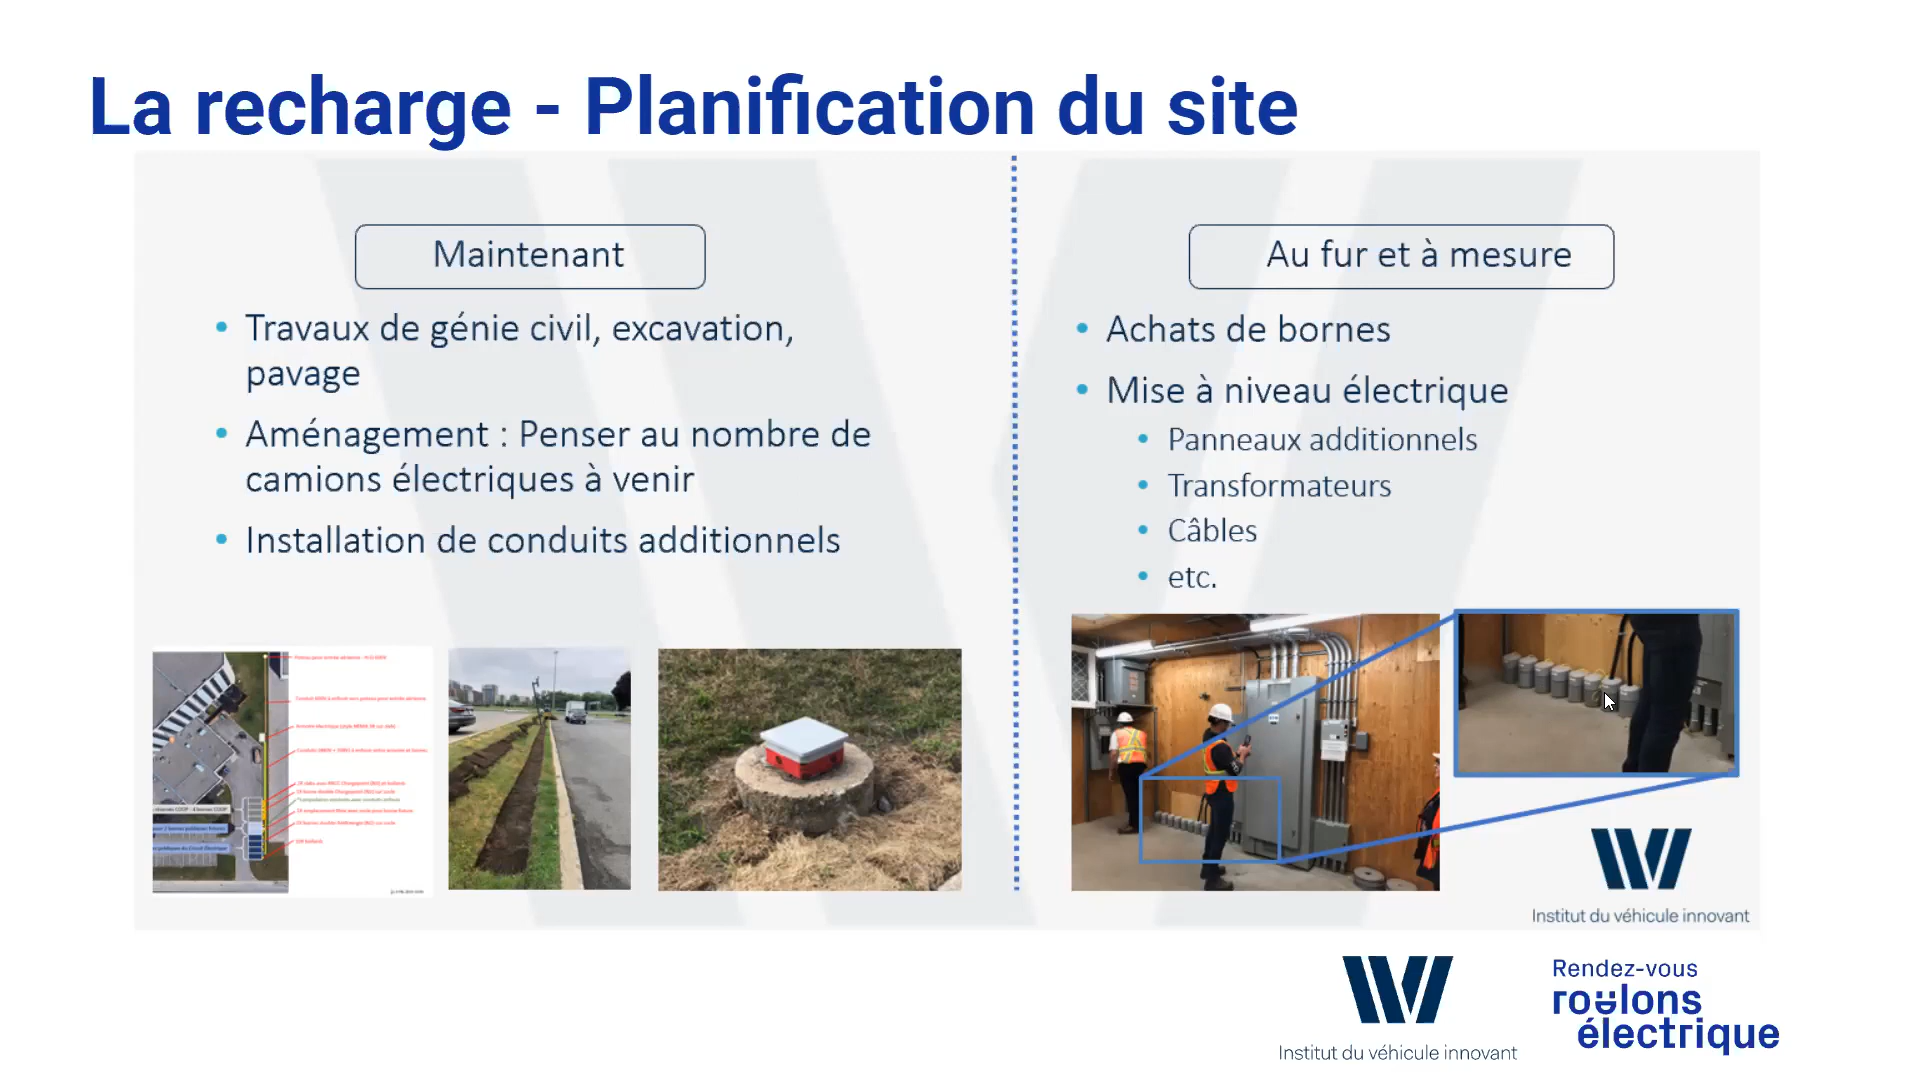 La recharge - Planification du site
Maintenant
• Travaux de génie civil, excavation,
pavage
• Aménagement : Penser au nombre de
camions électriques à venir
• Installation de conduits additionnels
Au fur et à mesure
• Achats de bornes
• Mise à niveau électrique
• Panneaux additionnels
• Transformateurs
• Câbles
• etc.
Institut du véhicule innovant
Institut du véhicule innovant
Rendez-vous
roulons
électrique